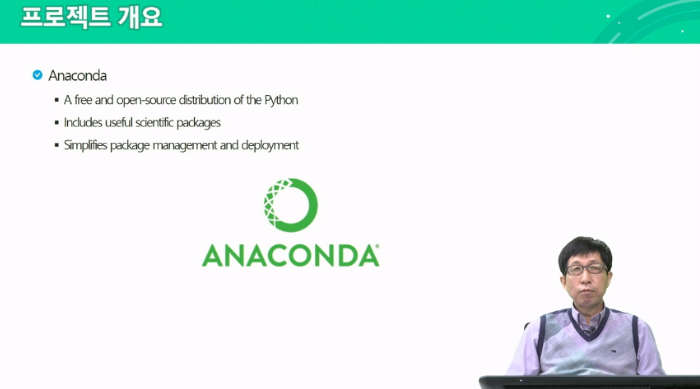 프로젝트 개요
Anaconda
A free and open-source distribution of the Python
Includes useful scientific packages
Simplifies package management and deployment
ANACONDA®